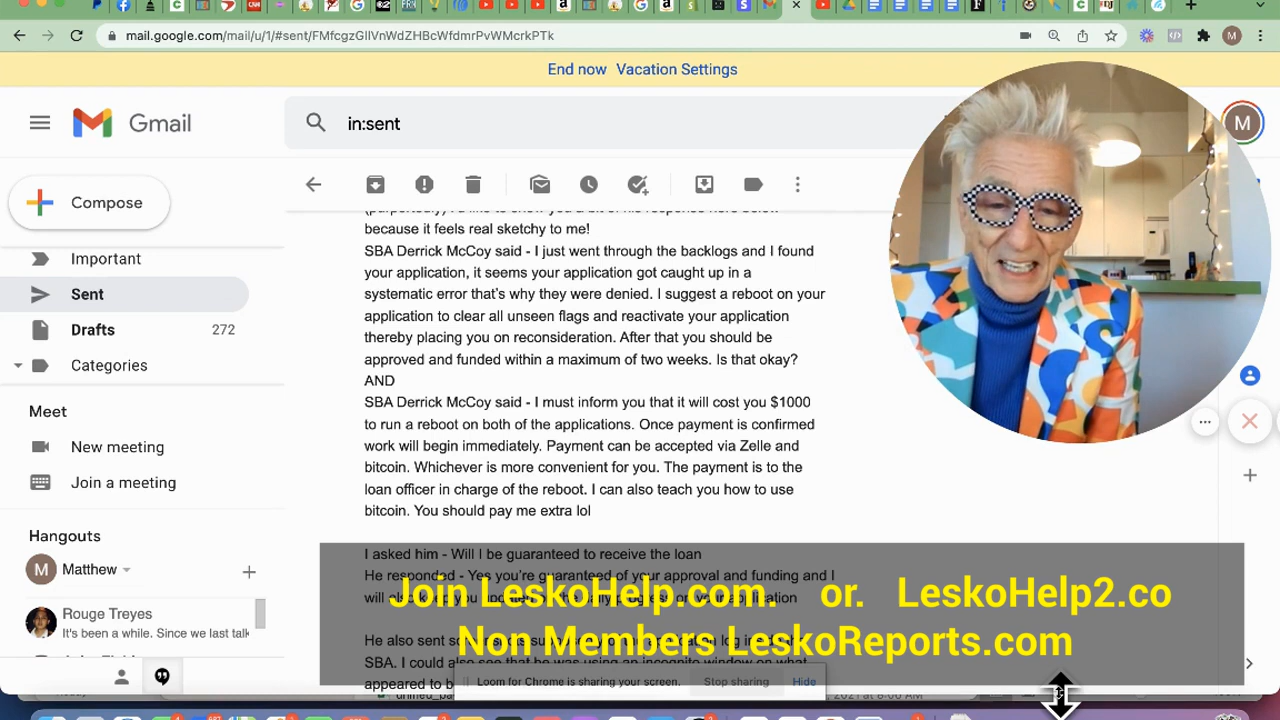 mail.google.com/mail/u/1/#sent/FMfcgzGllVnWdZHBcWfdmrPvWMcrkPTk
End now Vacation Settings
Gmail
in:sent
M
Compose
because it feels real sketchy to me!
Important
SBA Derrick McCoy said - I just went through the backlogs and I found
your application, it seems your application got caught up in a
Sent
systematic error that's why they were denied. I suggest a reboot on your
application to clear all unseen flags and reactivate your application
Drafts 272
thereby placing you on reconsideration. After that you should be
approved and funded within a maximum of two weeks. Is that okay?
Categories
AND
SBA Derrick McCoy said - I must inform you that it will cost you $1000
Meet
to run a reboot on both of the applications. Once payment is confirmed
New meeting
work will begin immediately. Payment can be accepted via Zelle and
bitcoin. Whichever is more convenient for you. The payment is to the
Join a meeting
loan officer in charge of the reboot. I can also teach you how to use
bitcoin. You should pay me extra lol
Hangouts
I asked him - Will I be guaranteed to receive the loan
M Matthew
He responded - Yes you're guaranteed of your approval and funding and I
Join LeskoHelp.com. or. LeskoHelp2.co
Rouge Treyes
It's been a while. Since we last talk
Non Members LeskoReports.com
Loom for Chrome is sharing your screen. Stop sharing Hide